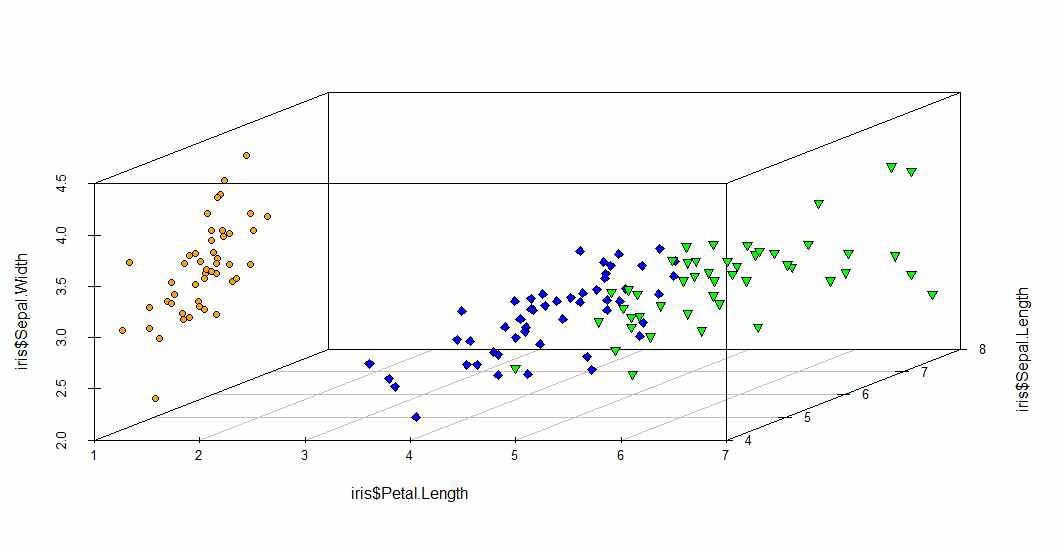 4.5
4.0
3.5
3.0
2.5
2.0
iris$Sepal.Width
1 2 3 4 5 6 7
iris$Petal.Length
4
5
6
7
8
iris$Sepal.Length